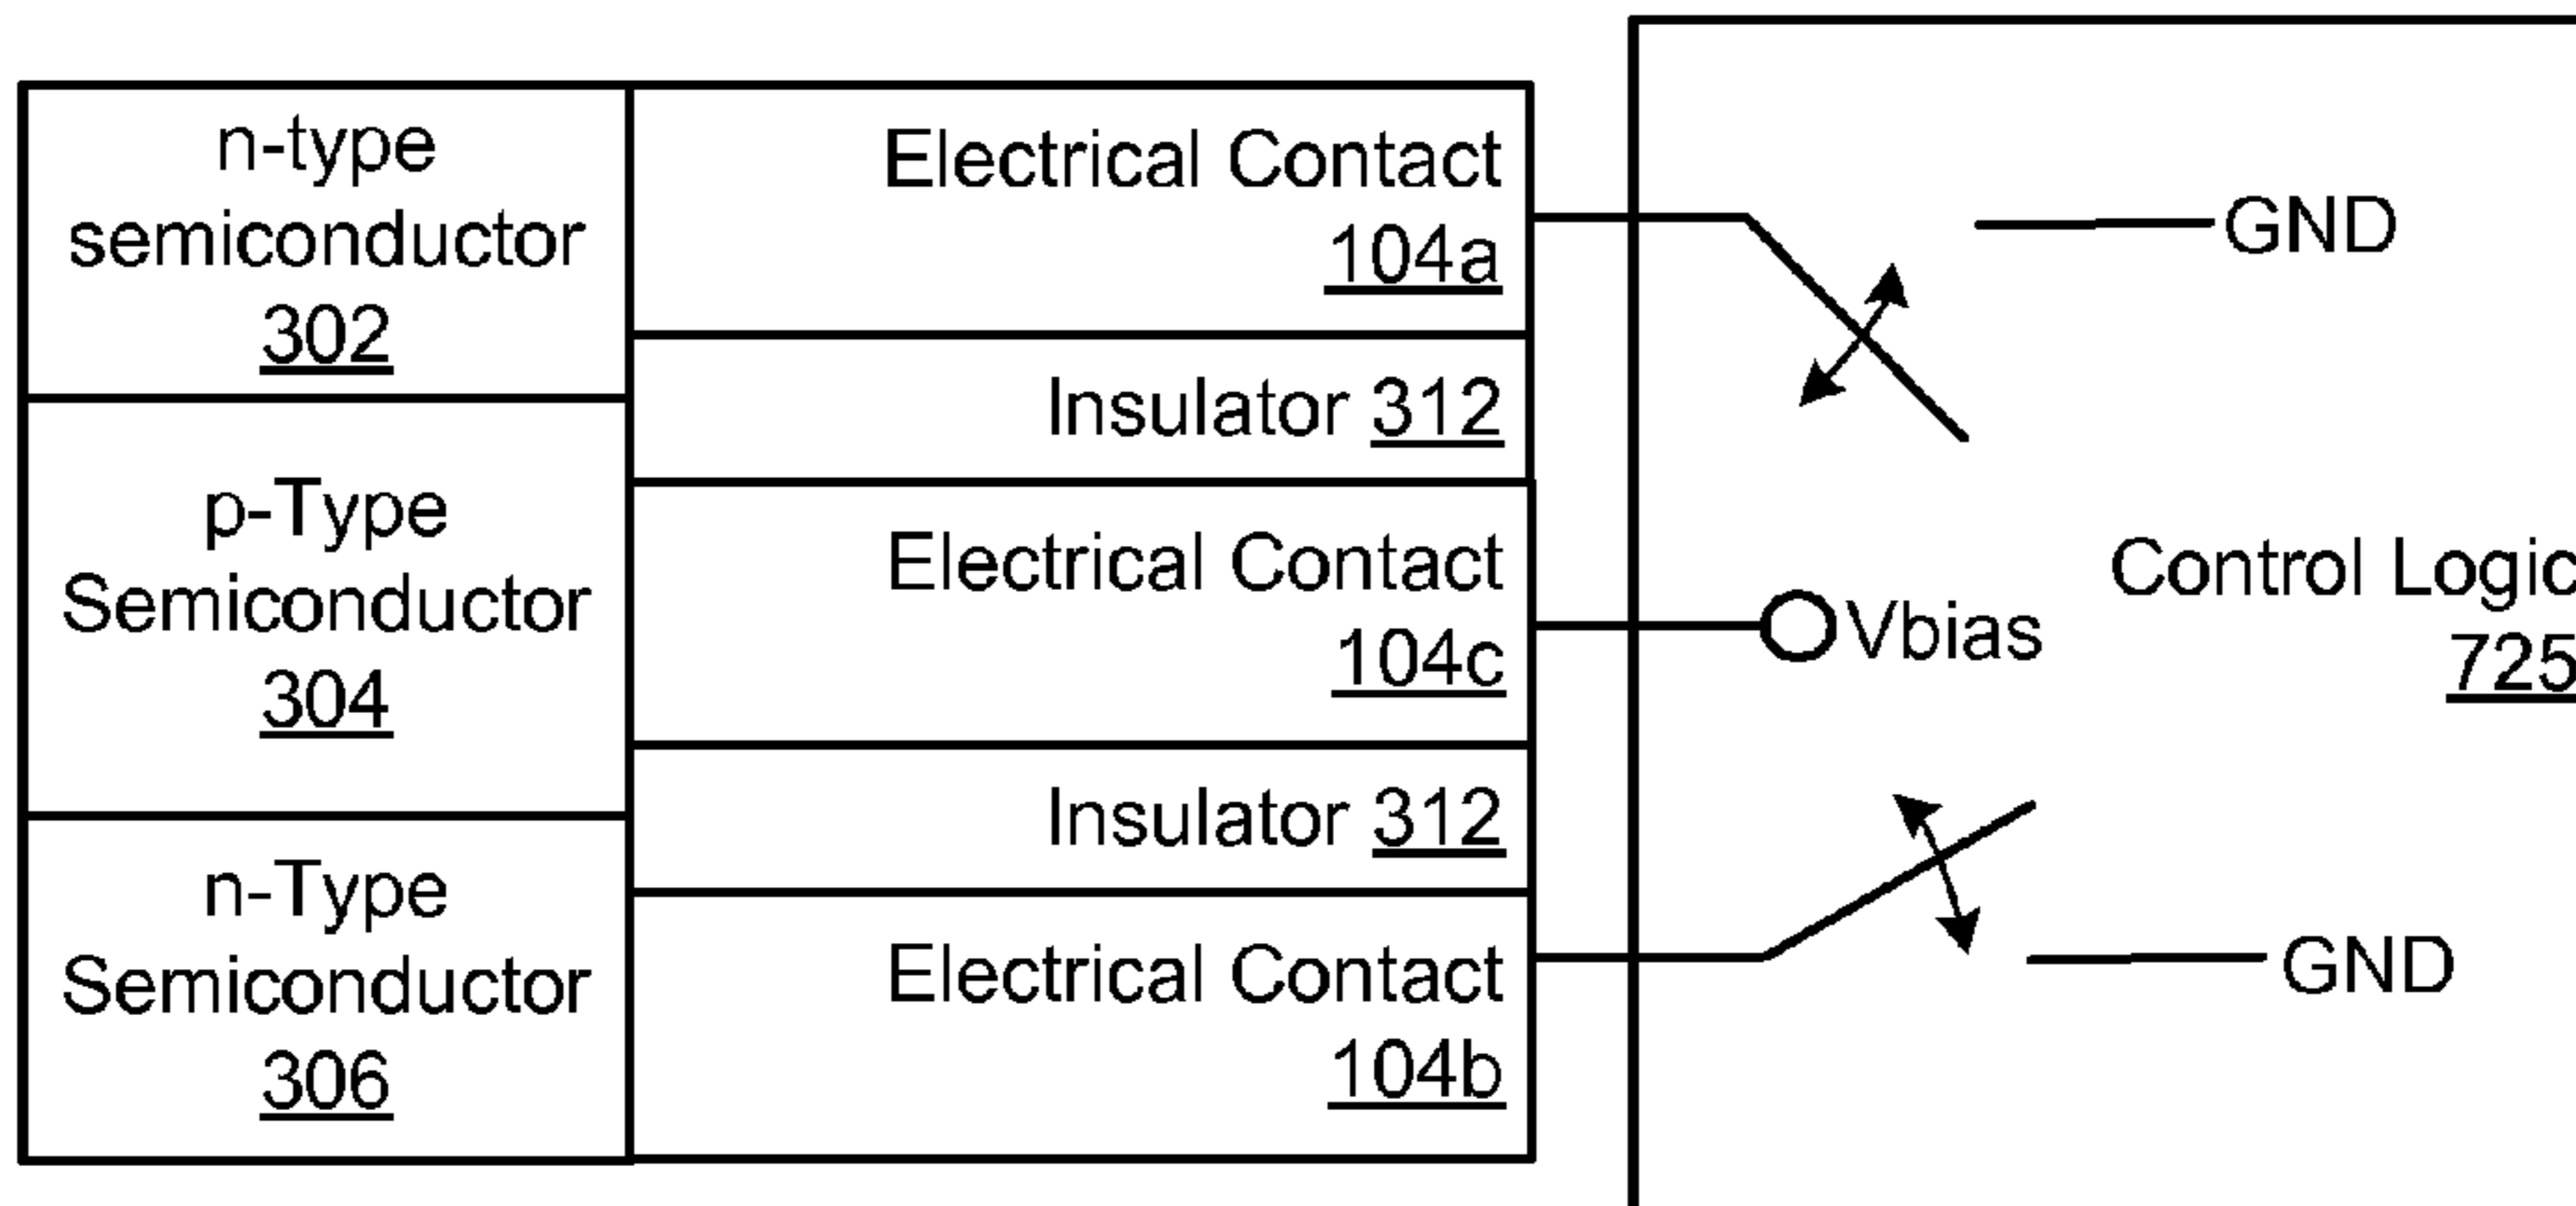 n-type
semiconductor
302
p-Type
Semiconductor
304
n-Type
Semiconductor
306
Electrical Contact
104a
Insulator 312
Electrical Contact
104c
Insulator 312
Electrical Contact
104b
GND
Vbias
Control Logic
725
GND